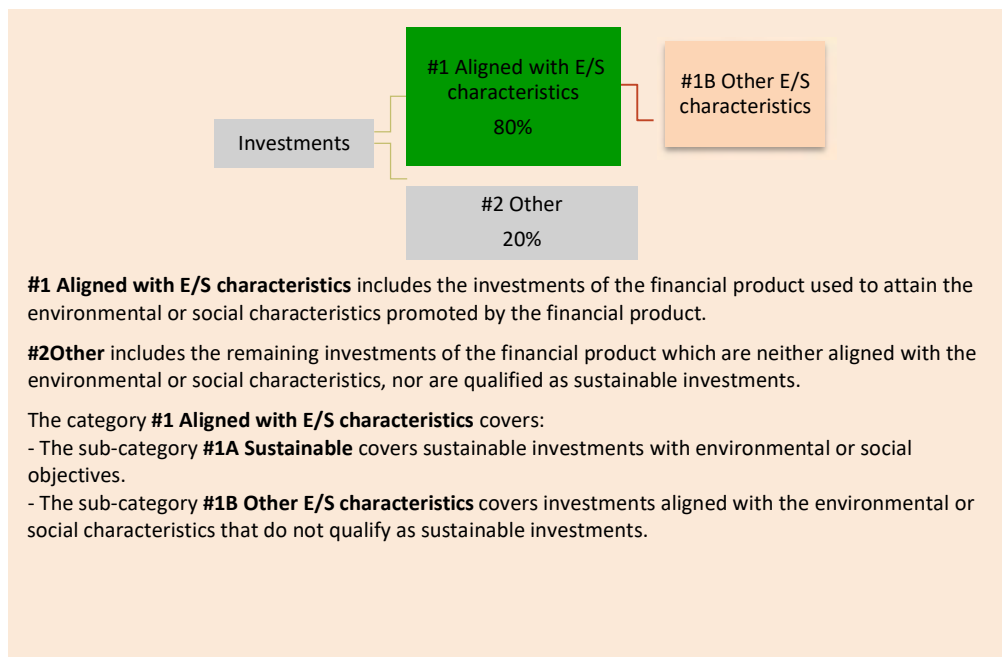 #1 Aligned with E/S
characteristics
80%
#1B Other E/S
characteristics
Investments
#2 Other
20%
#1 Aligned with E/S characteristics includes the investments of the financial product used to attain the
environmental or social characteristics promoted by the financial product.
#2Other includes the remaining investments of the financial product which are neither aligned with the
environmental or social characteristics, nor are qualified as sustainable investments.
The category #1 Aligned with E/S characteristics covers:
- The sub-category #1A Sustainable covers sustainable investments with environmental or social
objectives.
- The sub-category #1B Other E/S characteristics covers investments aligned with the environmental or
social characteristics that do not qualify as sustainable investments.